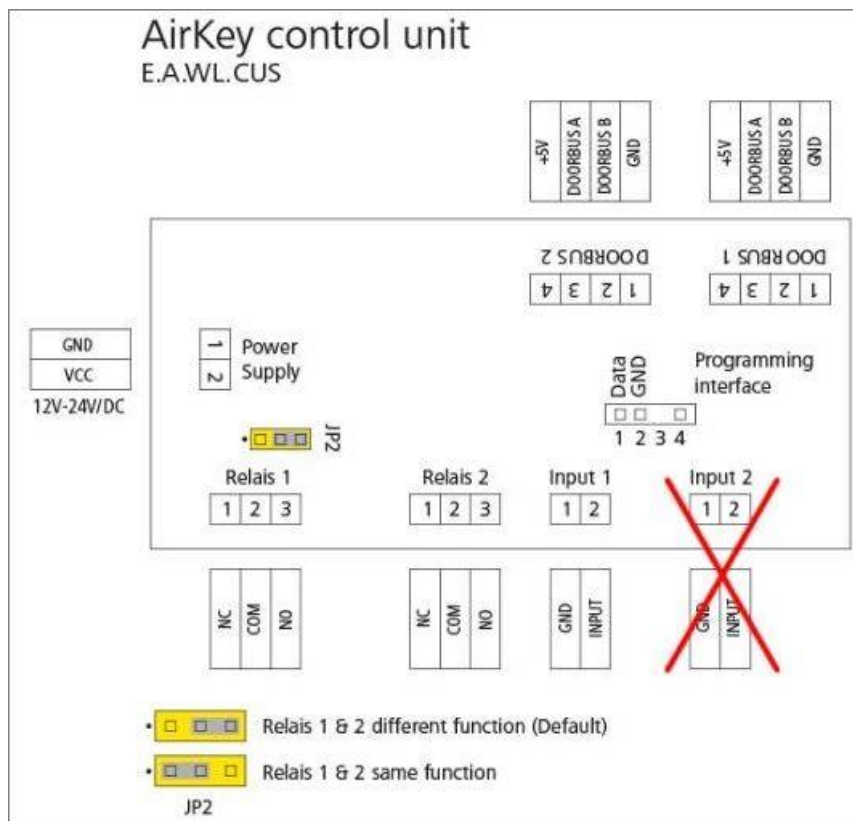 AirKey control unit
E.A.WL.CUS
+5V DOORBUS A DOORBUS B GND
+5V DOORBUS A DOORBUS B GND
DOORBUS 2
DOORBUS 1
4 3 2 1
4 3 2 1
GND
VCC
12V-24V/DC
1
2
Power
Supply
Data
GND
Programming
interface
1 2 3 4
JP2
Relais 1
Relais 2
Input 1
Input 2
1 2 3
1 2 3
1 2
1 2
NC COM NO
NC COM NO
GND INPUT
GND INPUT
Relais 1 & 2 different function (Default)
Relais 1 & 2 same function
JP2